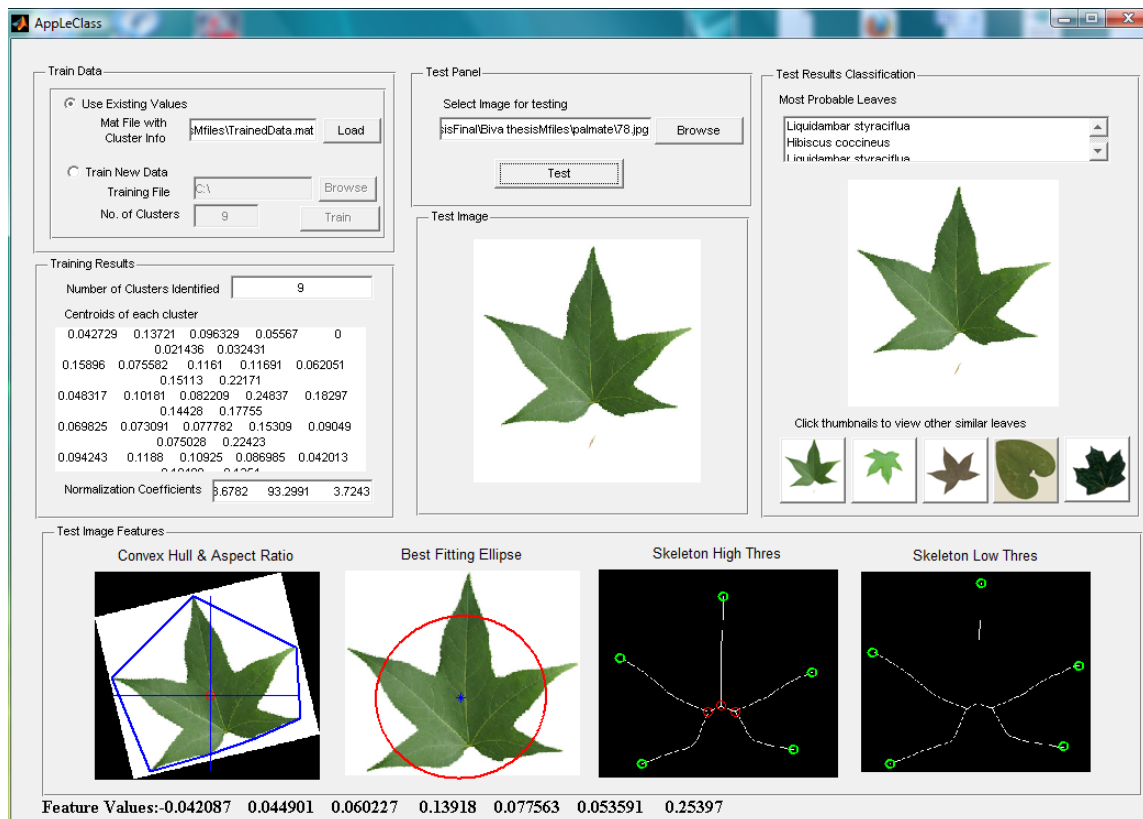 AppLeClass
Train Data
Use Existing Values
Mat File with
Cluster Info
sMfiles\TrainedData.mat
Load
Train New Data
Training File
C:\
Browse
No. of Clusters
9
Train
Training Results
Number of Clusters Identified
9
Centroids of each cluster
0.042729 0.13721 0.096329 0.05567 0
0.021436 0.032431
0.15896 0.075582 0.1161 0.11691 0.062051
0.15113 0.22171
0.048317 0.10181 0.082209 0.24837 0.18297
0.14428 0.17755
0.069825 0.073091 0.077782 0.15309 0.09049
0.075028 0.22423
0.094243 0.1188 0.10925 0.086985 0.042013
Normalization Coefficients
3.6782 93.2991 3.7243
Test Panel
Select Image for testing
sisFinal\Biva thesisMfiles\palmate\78.jpg
Browse
Test
Test Image
Test Results Classification
Most Probable Leaves
Liquidambar styraciflua
Hibiscus coccineus
Liquidambar styraciflua
Click thumbnails to view other similar leaves
Test Image Features
Convex Hull & Aspect Ratio
Best Fitting Ellipse
Skeleton High Thres
Skeleton Low Thres
Feature Values:-0.042087 0.044901 0.060227 0.13918 0.077563 0.053591 0.25397